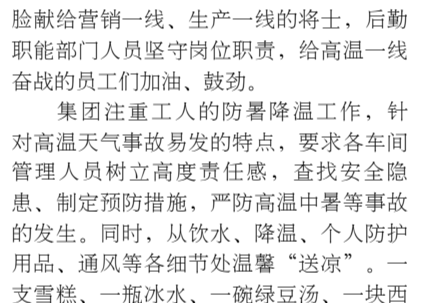 脸献给营销一线、生产一线的将士，后勤
职能部门人员坚守岗位职责，给高温一线
奋战的员工们加油、鼓劲。
集团注重工人的防暑降温工作，针
对高温天气事故易发的特点，要求各车间
管理人员树立高度责任感，查找安全隐
患、制定预防措施，严防高温中暑等事故
的发生。同时，从饮水、降温、个人防护
用品、通风等各细节处温馨“送凉”。一
支雪糕、一瓶冰水、一碗绿豆汤、一块西